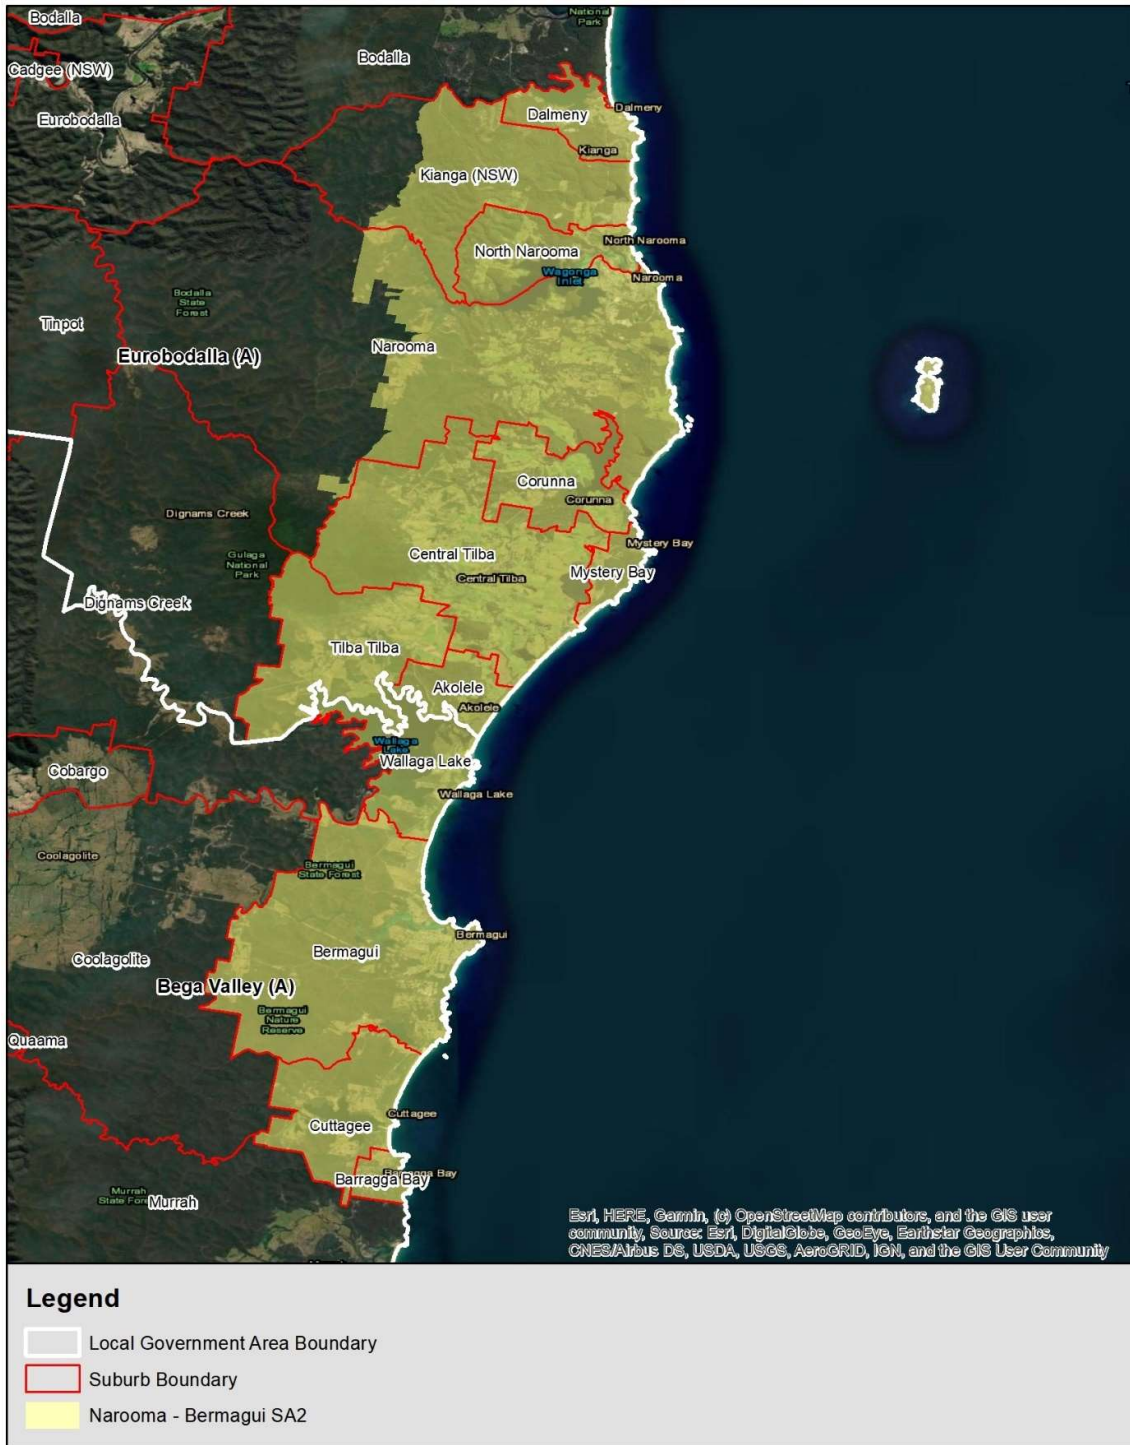 National
Park
Bodalla
Bodalla
Cadgee (NSW)
Eurobodalla
Dalmeny
Dalmeny
Kianga
Kianga (NSW)
North Narooma
North Narooma
Wagonga
Inlet
Narooma
Bodalla
State
Forest
Tinpot
Narooma
Eurobodalla (A)
Corunna
Corunna
Dignams Creek
Mystery Bay
Central Tilba
Gulaga
National
Park
Mystery Bay
Central Tilba
Dignams Creek
Tilba Tilba
Akolele
Akolele
Wallaga
Lake
Wallaga Lake
Cobargo
Wallaga Lake
Coolagolite
Bermagui
State Forest
Bermagui
Bermagui
Coolagolite
Bega Valley (A)
Bermagui
Nature
Reserve
Quaama
Cuttagee
Cuttagee
Barragga Bay
Barragga Bay
Murrah
State Fore
Murrah
Esri, HERE, Garmin, (c) OpenStreetMap contributors, and the GIS user
community, Source: Esri, DigitalGlobe, GeoEye, Earthstar Geographics,
CNES/Airbus DS, USDA, USGS, AeroGRID, IGN, and the GIS User Community
Legend
Local Government Area Boundary
Suburb Boundary
Narooma - Bermagui SA2